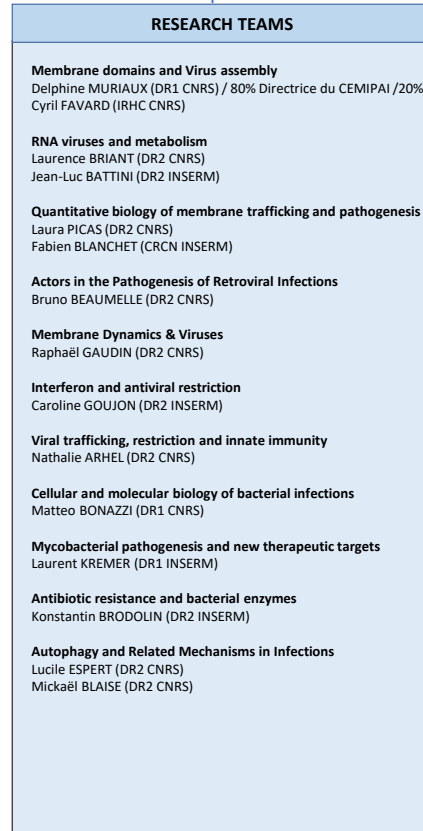 RESEARCH TEAMS
Membrane domains and Virus assembly
Delphine MURIAUX (DR1 CNRS) / 80% Directrice du CEMIPAI /20%
Cyril FAVARD (IRHC CNRS)
RNA viruses and metabolism
Laurence BRIANT (DR2 CNRS)
Jean-Luc BATTINI (DR2 INSERM)
Quantitative biology of membrane trafficking and pathogenesis
Laura PICAS (DR2 CNRS)
Fabien BLANCHET (CRCN INSERM)
Actors in the Pathogenesis of Retroviral Infections
Bruno BEAUMELLE (DR2 CNRS)
Membrane Dynamics & Viruses
Raphaël GAUDIN (DR2 CNRS)
Interferon and antiviral restriction
Caroline GOUJON (DR2 INSERM)
Viral trafficking, restriction and innate immunity
Nathalie ARHEL (DR2 CNRS)
Cellular and molecular biology of bacterial infections
Matteo BONAZZI (DR1 CNRS)
Mycobacterial pathogenesis and new therapeutic targets
Laurent KREMER (DR1 INSERM)
Antibiotic resistance and bacterial enzymes
Konstantin BRODOLIN (DR2 INSERM)
Autophagy and Related Mechanisms in Infections
Lucile ESPERT (DR2 CNRS)
Mickaël BLAISE (DR2 CNRS)